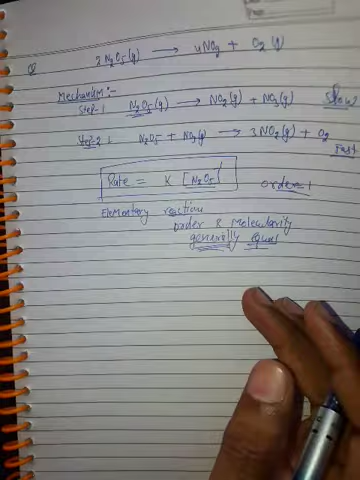 Q 2N₂O₅(g) ⟶ 4NO₂ + O₂(g)
Mechanism:-
Step-1 N₂O₅(g) ⟶ NO₂(g) + NO₃(g) Slow
Step-2: N₂O₅ + NO₃(g) ⟶ 3NO₂(g) + O₂ Fast
Rate = K [N₂O₅]¹ order=1
Elementary reaction
order & Molecularity
generally equal